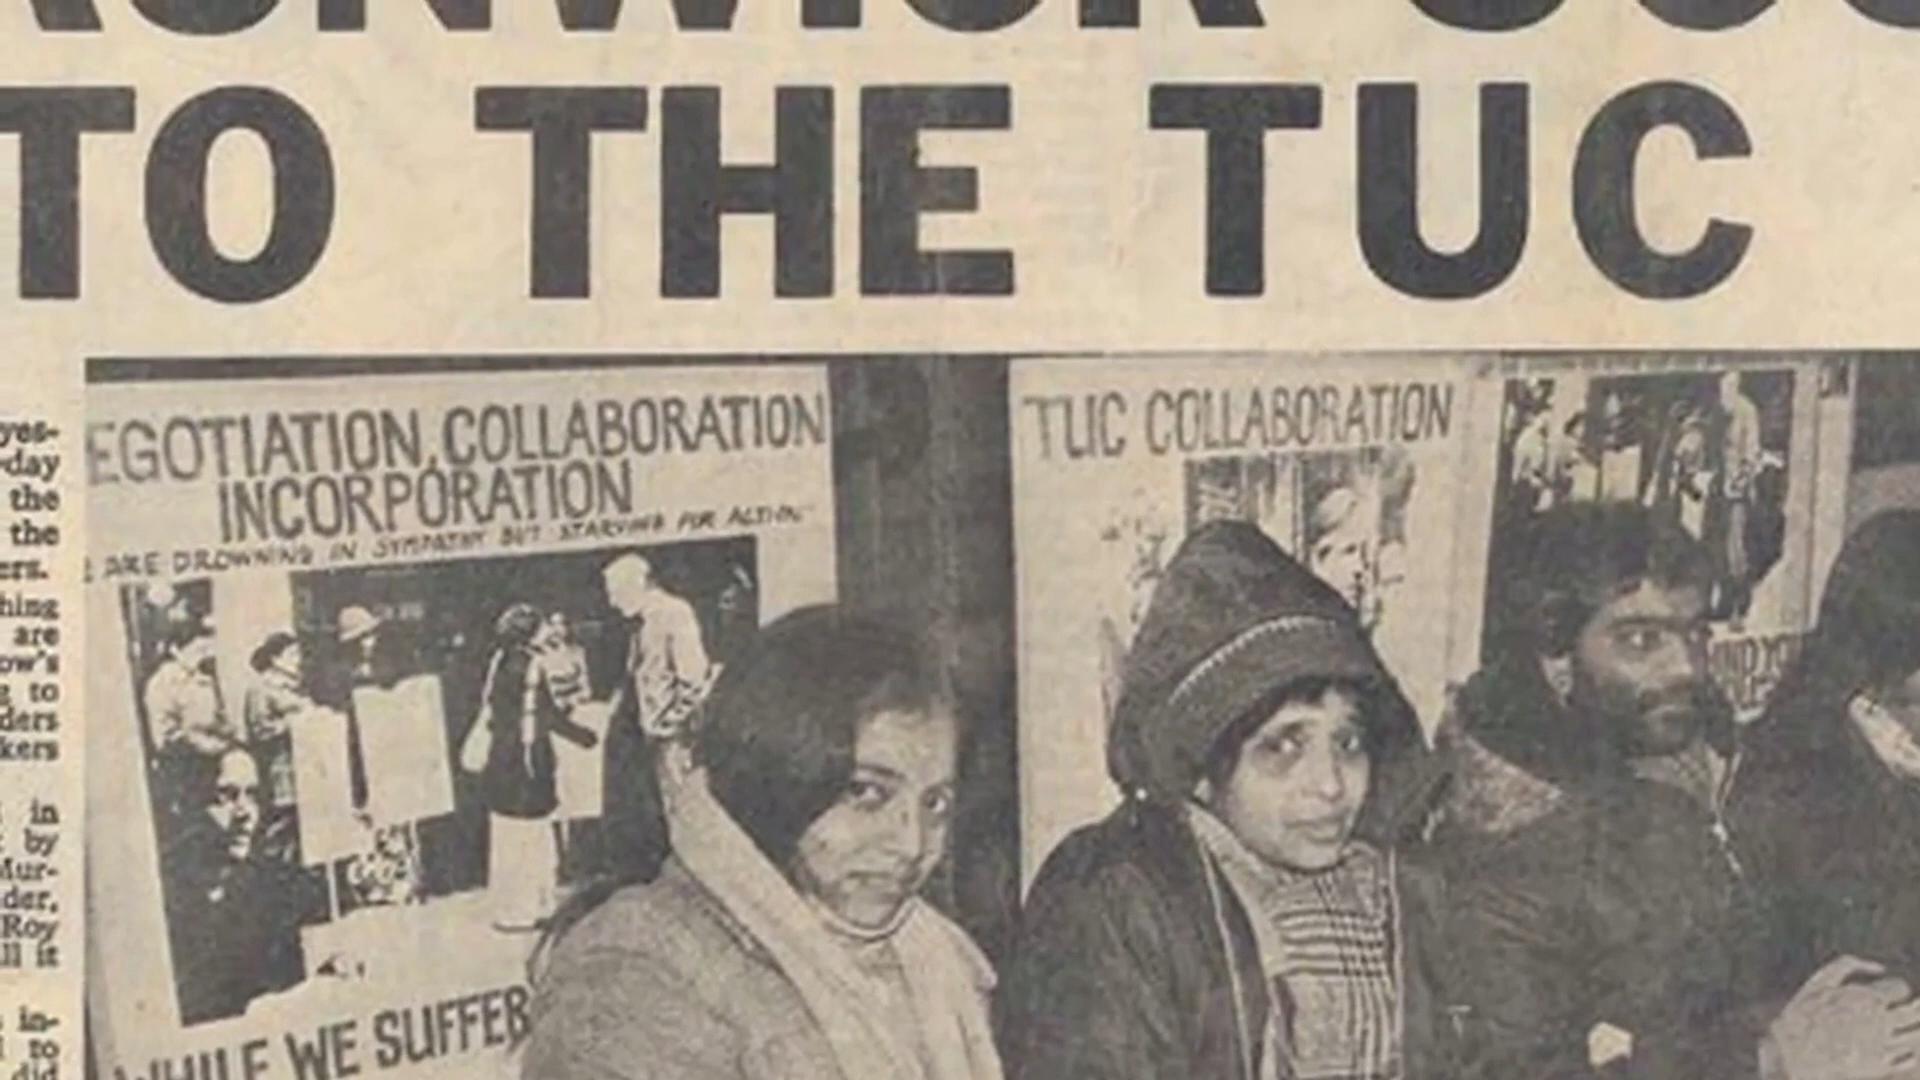 TO THE TUC
yes-
day
the
the
ers.
hing
are
ow's
to
ders
kers
in
by
Mur-
der,
Roy
ll it
in-
to
did
EGOTIATION, COLLABORATION
INCORPORATION
ARE DROWNING IN SYMPATHY BUT STARVING FOR ACTION"
WHILE WE SUFFER
TUC COLLABORATION